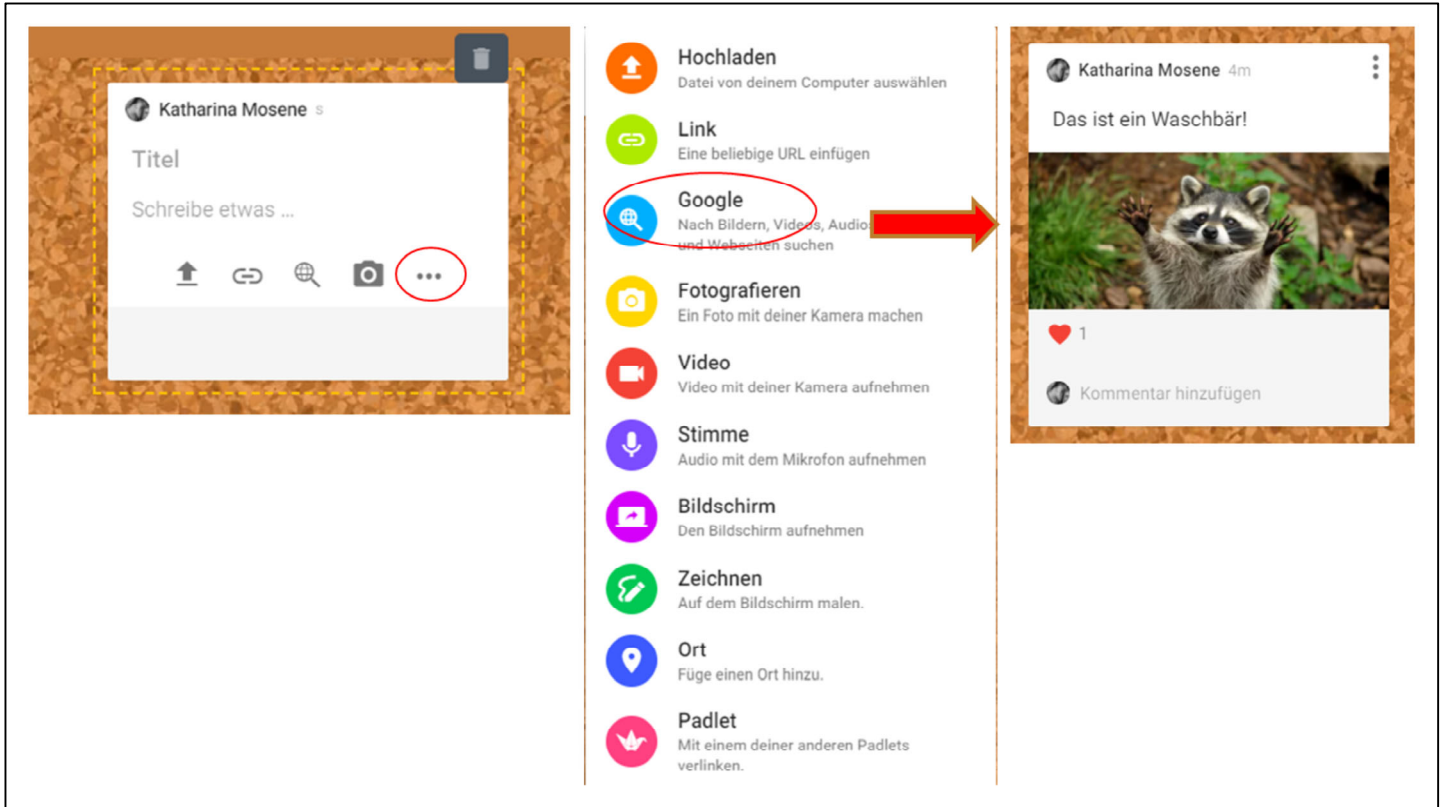 Katharina Mosene s
Titel
Schreibe etwas ...
Hochladen
Datei von deinem Computer auswählen
Link
Eine beliebige URL einfügen
Google
Nach Bildern, Videos, Audios
und Webseiten suchen
Fotografieren
Ein Foto mit deiner Kamera machen
Video
Video mit deiner Kamera aufnehmen
Stimme
Audio mit dem Mikrofon aufnehmen
Bildschirm
Den Bildschirm aufnehmen
Zeichnen
Auf dem Bildschirm malen.
Ort
Füge einen Ort hinzu.
Padlet
Mit einem deiner anderen Padlets
verlinken.
Katharina Mosene 4m
Das ist ein Waschbär!
1
Kommentar hinzufügen